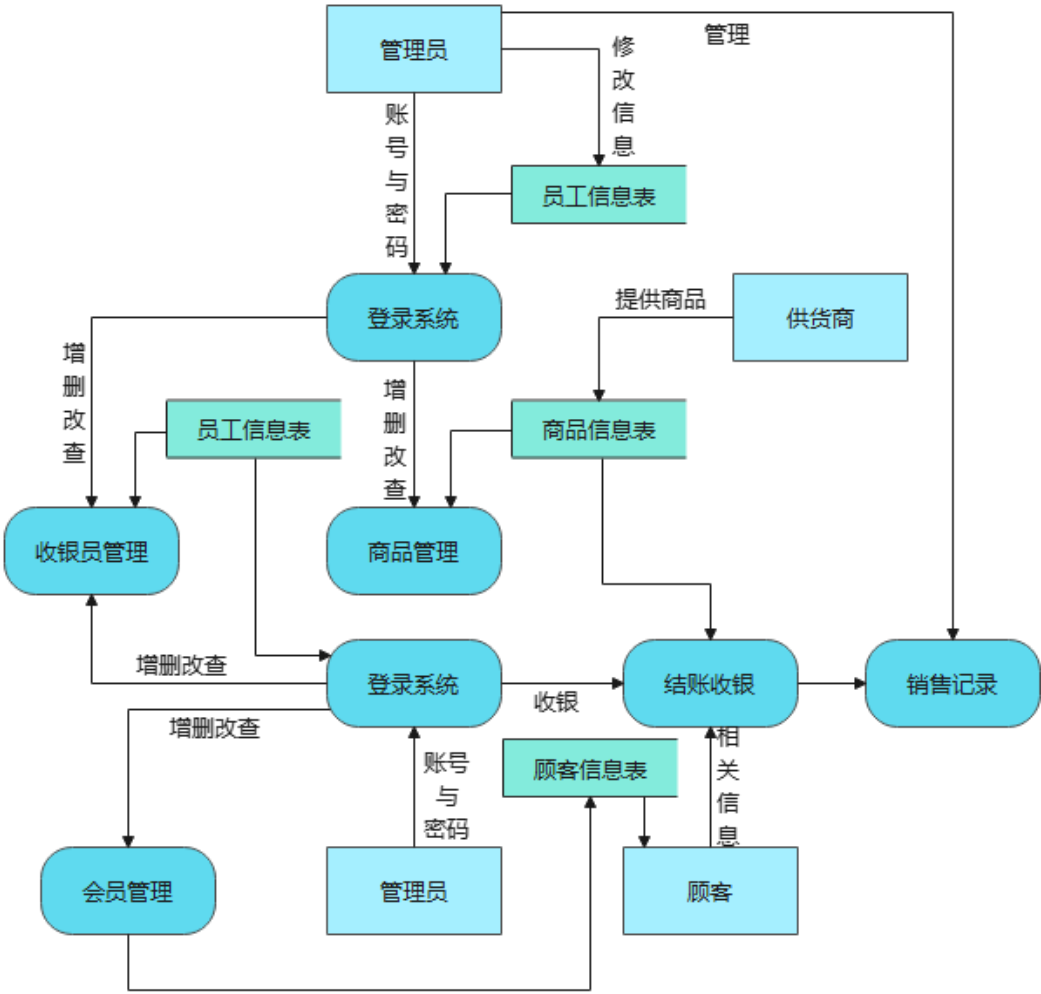 管理员
管理
修改信息
账号与密码
员工信息表
登录系统
提供商品
供货商
增删改查
增删改查
员工信息表
商品信息表
收银员管理
商品管理
增删改查
登录系统
收银
结账收银
销售记录
增删改查
账号
与
密码
顾客信息表
相关信息
会员管理
管理员
顾客